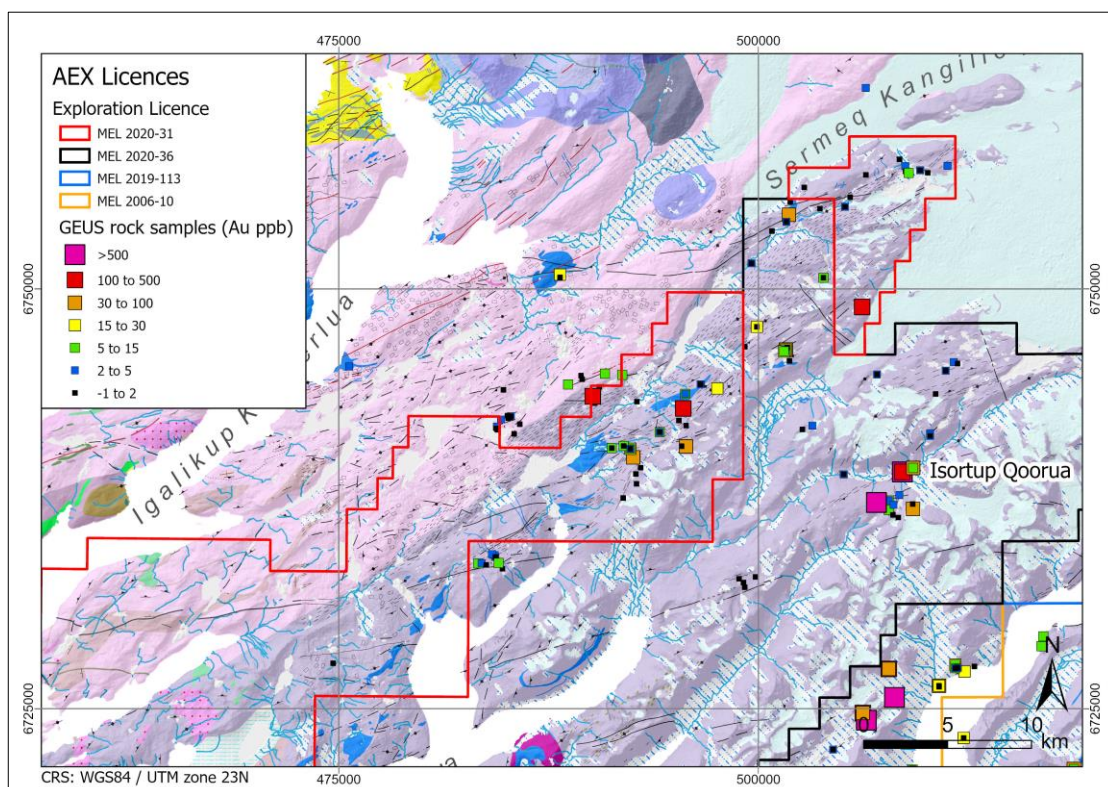 475000
500000
AEX Licences
Exploration Licence
MEL 2020-31
MEL 2020-36
MEL 2019-113
MEL 2006-10
GEUS rock samples (Au ppb)
>500
100 to 500
30 to 100
15 to 30
5 to 15
2 to 5
-1 to 2
Sermeq Kangilie
6750000
6750000
Igalikup K
erlua
Isortup Qoorua
N
6725000
6725000
0 5 10
km
ua
CRS: WGS84 / UTM zone 23N
475000
500000